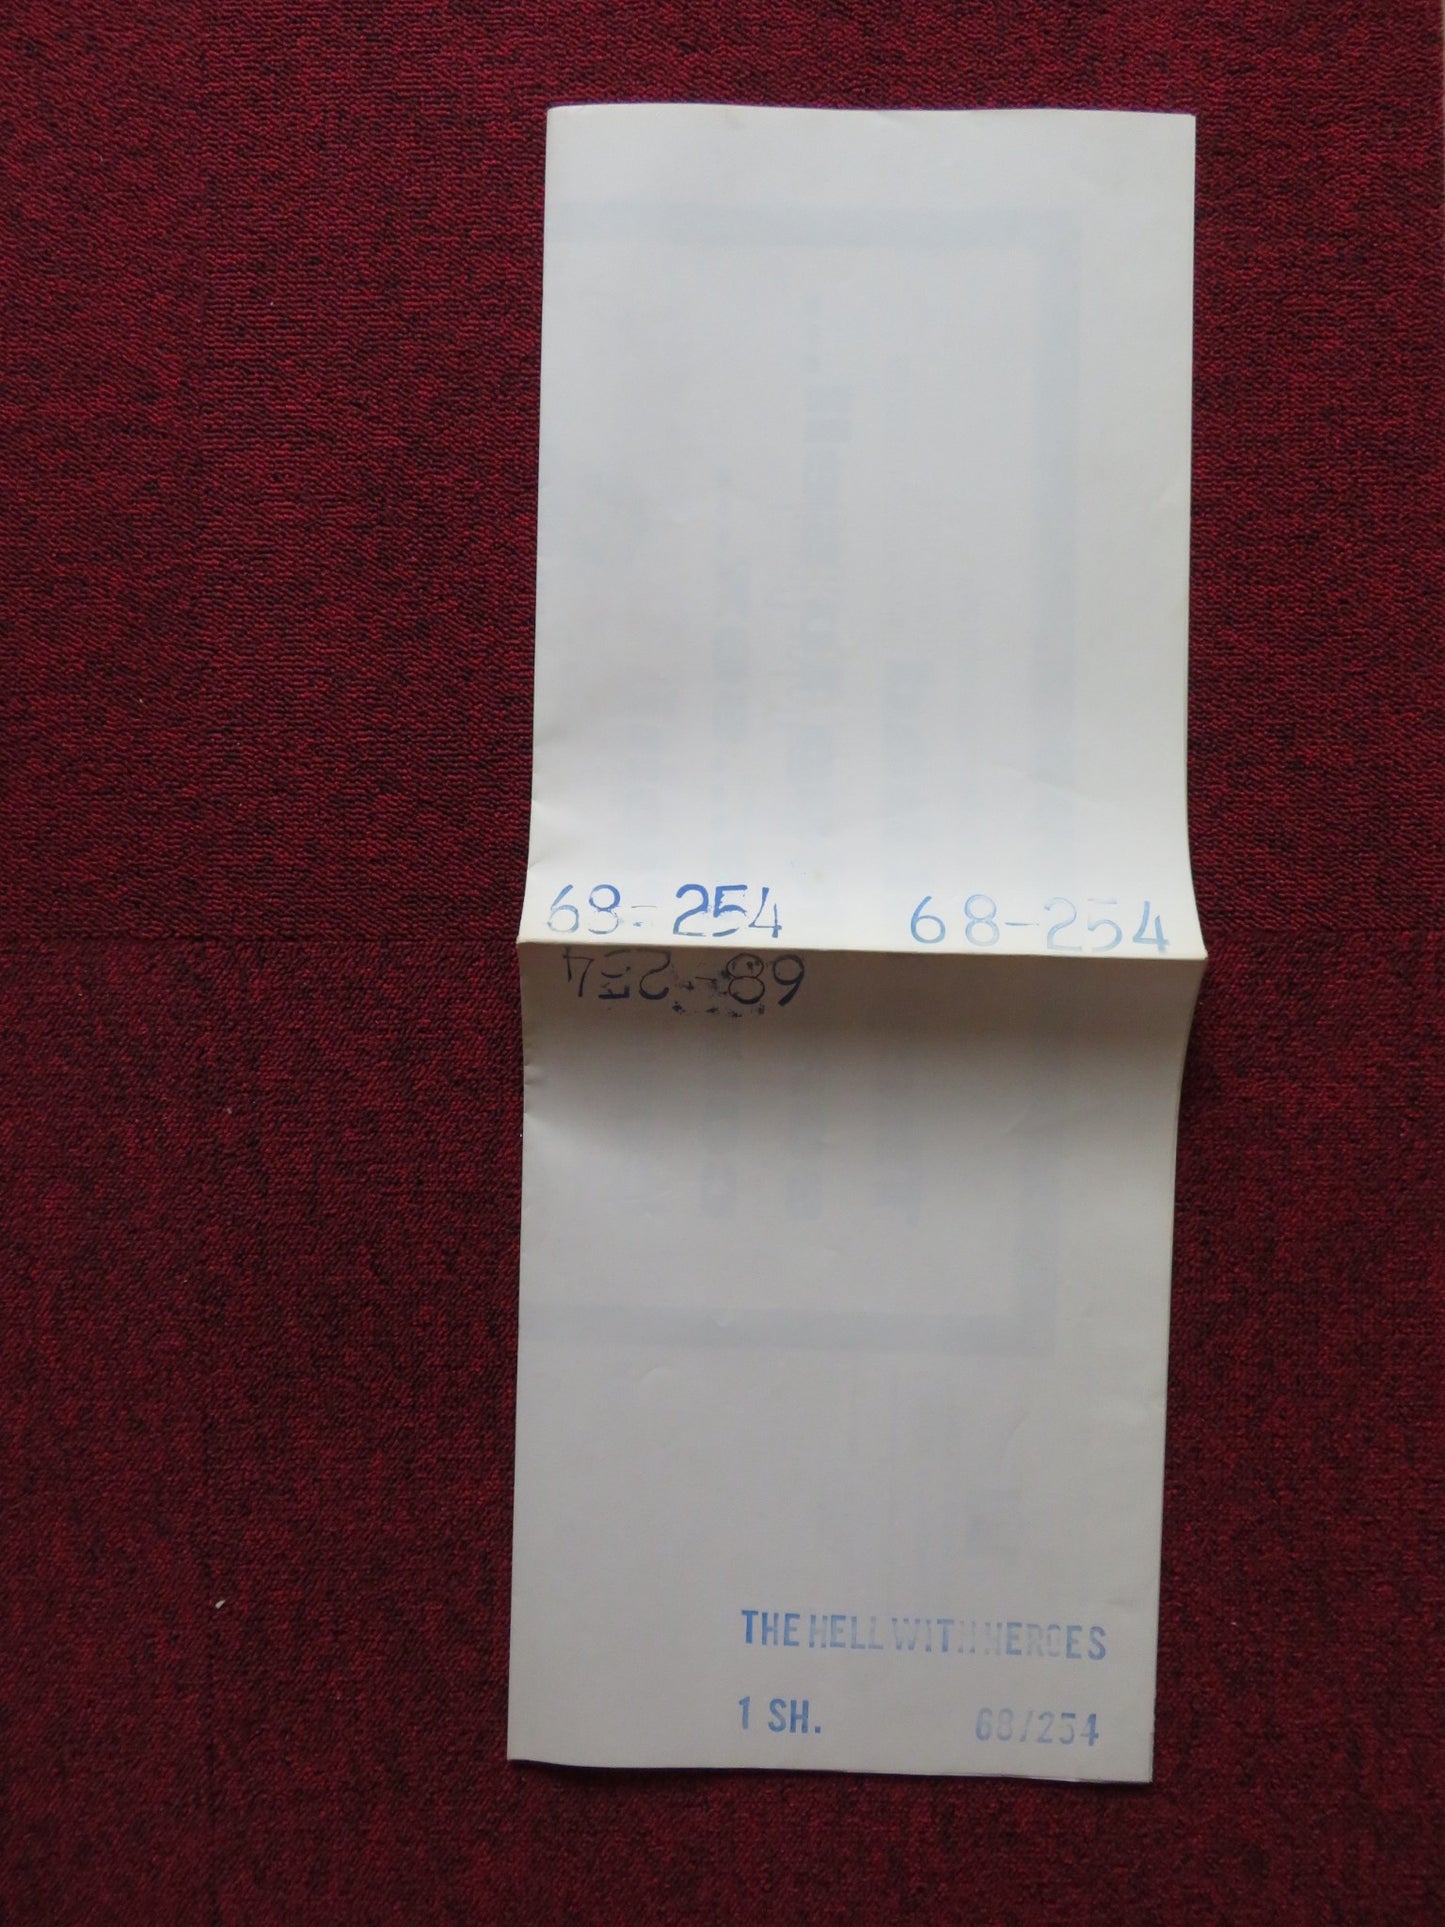 68-254 68-254
68-254
THE HELL WITH HEROES
1 SH. 68/254